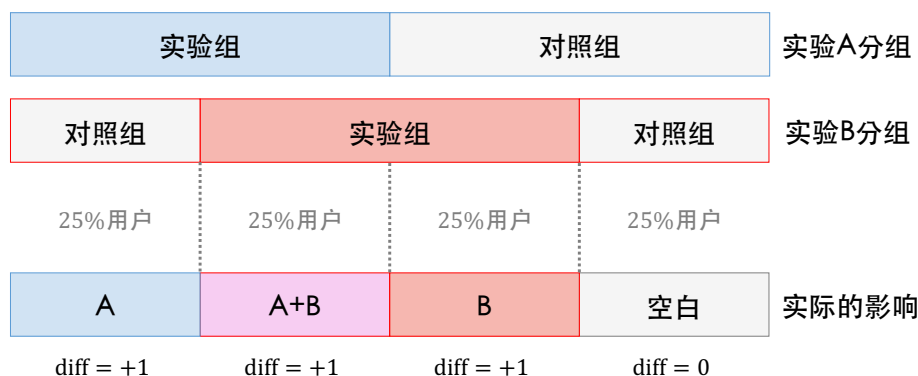 实验组 对照组 实验A分组
对照组 实验组 对照组 实验B分组
25%用户 25%用户 25%用户 25%用户
A A+B B 空白 实际的影响
diff = +1 diff = +1 diff = +1 diff = 0